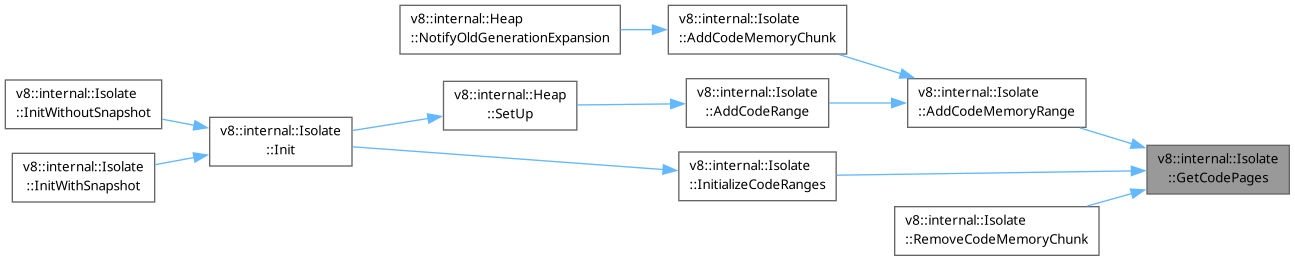 v8::internal::Heap
::NotifyOldGenerationExpansion
v8::internal::Isolate
::AddCodeMemoryChunk
v8::internal::Isolate
::InitWithoutSnapshot
v8::internal::Heap
::SetUp
v8::internal::Isolate
::AddCodeRange
v8::internal::Isolate
::AddCodeMemoryRange
v8::internal::Isolate
::Init
v8::internal::Isolate
::InitWithSnapshot
v8::internal::Isolate
::InitializeCodeRanges
v8::internal::Isolate
::GetCodePages
v8::internal::Isolate
::RemoveCodeMemoryChunk